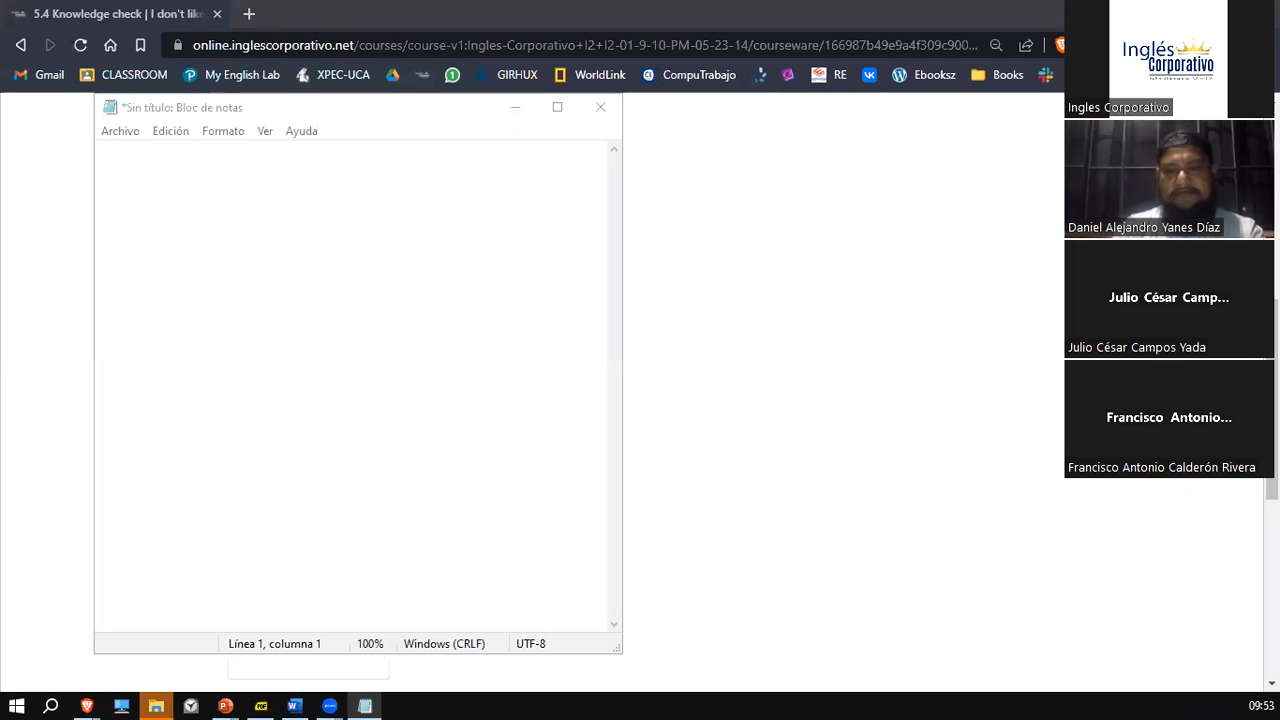 5.4 Knowledge check | I don't like
online.inglescorporativo.net/courses/course-v1:Ingles-Corporativo+I2+I2-01-9-10-PM-05-23-14/courseware/166987b49e9a4f309c900...
Gmail CLASSROOM My English Lab XPEC-UCA GIRHUX WorldLink CompuTrabajo RE Ebooksz Books
*Sin título: Bloc de notas
Archivo Edición Formato Ver Ayuda
Línea 1, columna 1 100% Windows (CRLF) UTF-8
Inglés
Corporativo
Ingles Corporativo
Daniel Alejandro Yanes Díaz
Julio César Camp...
Julio César Campos Yada
Francisco Antonio...
Francisco Antonio Calderón Rivera
09:53